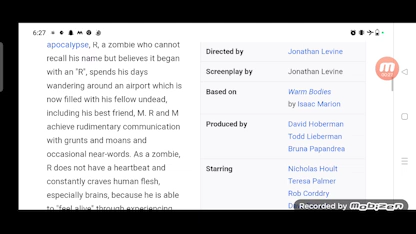 6:27
apocalypse, R, a zombie who cannot
recall his name but believes it began
with an "R", spends his days
wandering around an airport which is
now filled with his fellow undead,
including his best friend, M. R and M
achieve rudimentary communication
with grunts and moans and
occasional near-words. As a zombie,
R does not have a heartbeat and
constantly craves human flesh,
especially brains, because he is able
to "feel alive" through experiencing
Directed by Jonathan Levine
Screenplay by Jonathan Levine
Based on Warm Bodies
by Isaac Marion
Produced by David Hoberman
Todd Lieberman
Bruna Papandrea
Starring Nicholas Hoult
Teresa Palmer
Rob Corddry
Recorded by Mobizen